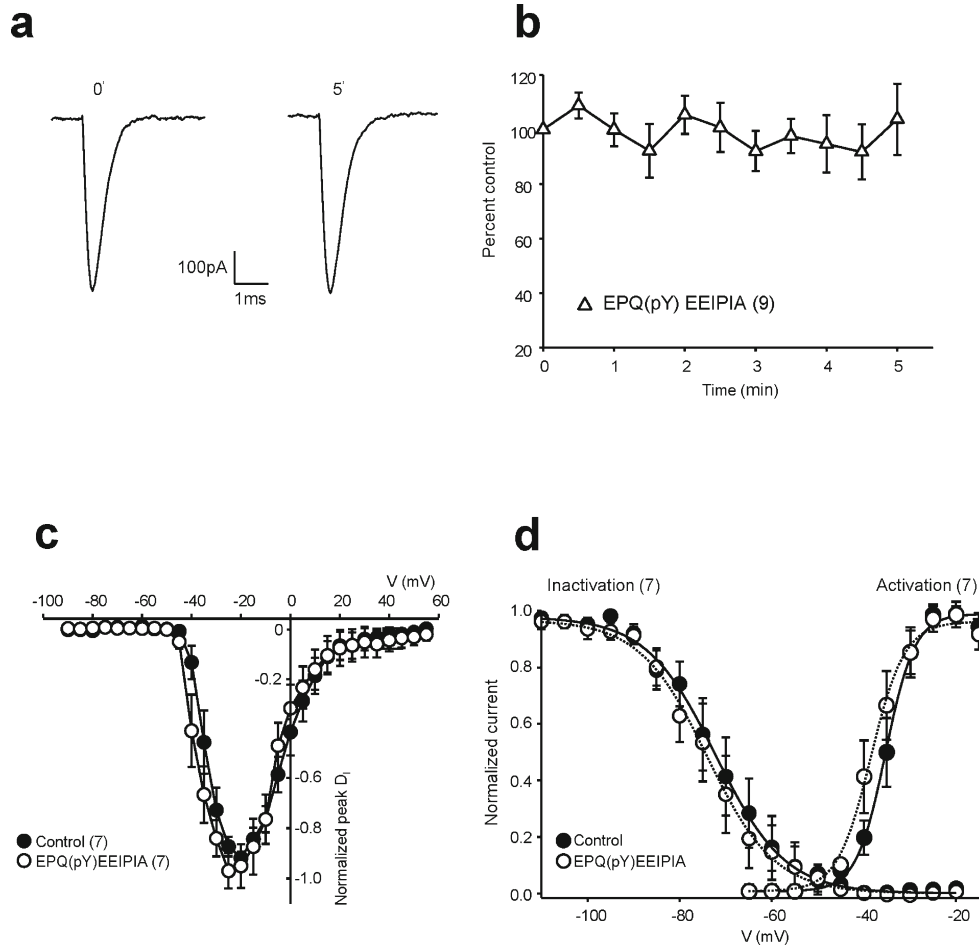 a
b
0'
5'
100pA
1ms
120
100
80
60
40
20
Percent control
EPQ(pY) EEIPIA (9)
0 1 2 3 4 5
Time (min)
c
d
V (mV)
-100 -80 -60 -40 -20 0 20 40 60
0
-0.2
-0.6
-0.8
-1.0
Normalized peak DI
Control (7)
EPQ(pY)EEIPIA (7)
Inactivation (7)
Activation (7)
1.0
0.8
0.6
0.4
0.2
0.0
Normalized current
Control
EPQ(pY)EEIPIA
-100 -80 -60 -40 -20
V (mV)